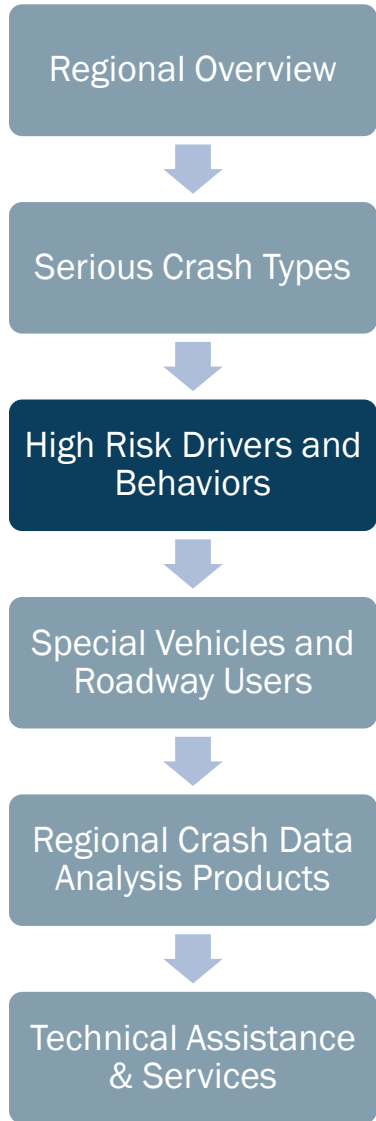 Regional Overview
Serious Crash Types
High Risk Drivers and
Behaviors
Special Vehicles and
Roadway Users
Regional Crash Data
Analysis Products
Technical Assistance
& Services